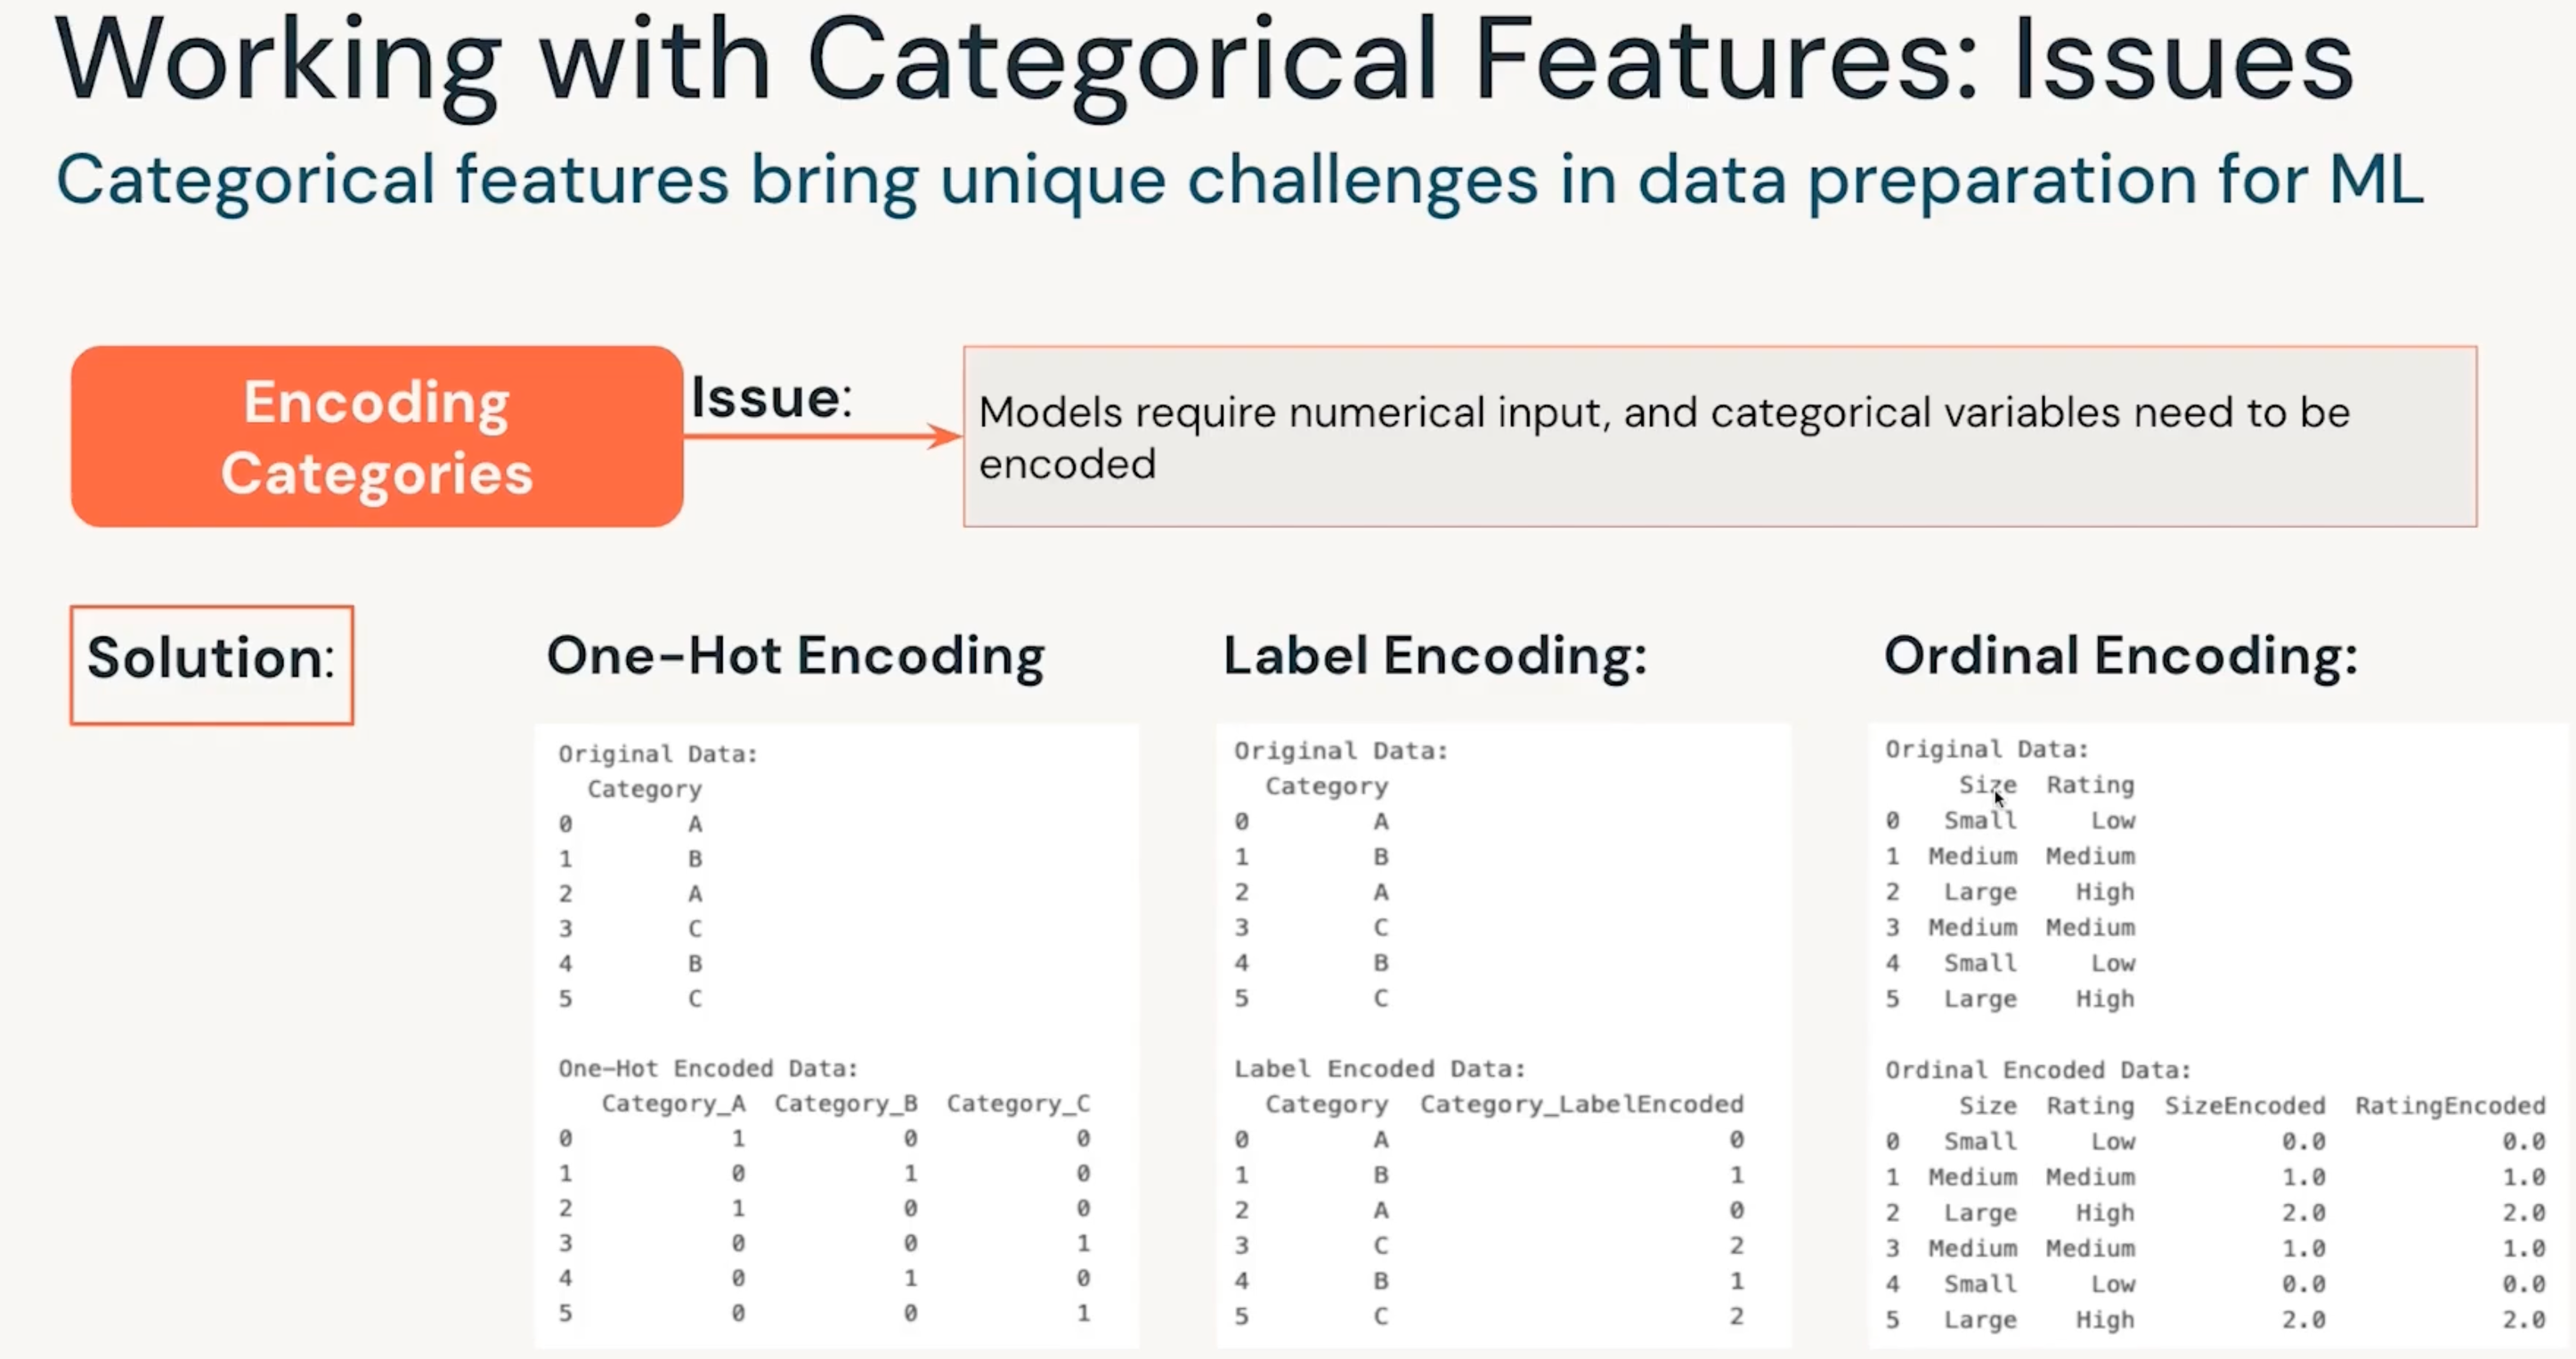 Working with Categorical Features: Issues
Categorical features bring unique challenges in data preparation for ML
Encoding
Categories
Issue:
Models require numerical input, and categorical variables need to be
encoded
Solution:
One-Hot Encoding
Original Data:
Category
0 A
1 B
2 A
3 C
4 B
5 C
One-Hot Encoded Data:
Category_A Category_B Category_C
0 1 0 0
1 0 1 0
2 1 0 0
3 0 0 1
4 0 1 0
5 0 0 1
Label Encoding:
Original Data:
Category
0 A
1 B
2 A
3 C
4 B
5 C
Label Encoded Data:
Category Category_LabelEncoded
0 A 0
1 B 1
2 A 0
3 C 2
4 B 1
5 C 2
Ordinal Encoding:
Original Data:
Size Rating
0 Small Low
1 Medium Medium
2 Large High
3 Medium Medium
4 Small Low
5 Large High
Ordinal Encoded Data:
Size Rating SizeEncoded RatingEncoded
0 Small Low 0.0 0.0
1 Medium Medium 1.0 1.0
2 Large High 2.0 2.0
3 Medium Medium 1.0 1.0
4 Small Low 0.0 0.0
5 Large High 2.0 2.0